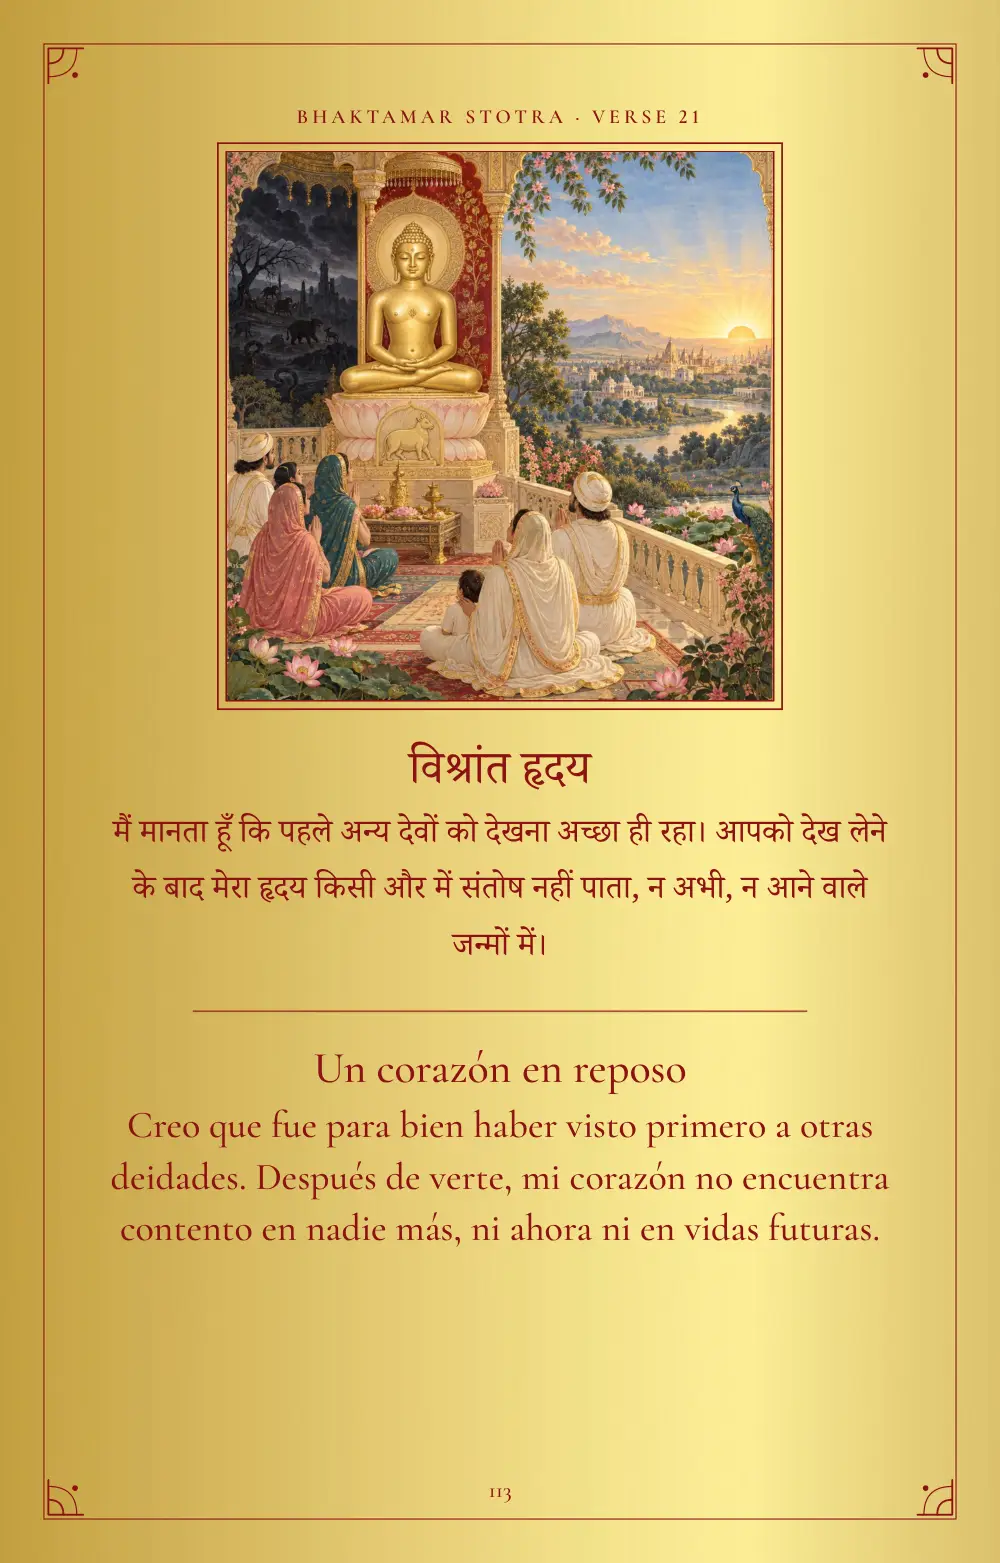 BHAKTAMAR STOTRA · VERSE 21
विश्रांत हृदय
मैं मानता हूँ कि पहले अन्य देवों को देखना अच्छा ही रहा। आपको देख लेने
के बाद मेरा हृदय किसी और में संतोष नहीं पाता, न अभी, न आने वाले
जन्मों में।
Un corazón en reposo
Creo que fue para bien haber visto primero a otras
deidades. Después de verte, mi corazón no encuentra
contento en nadie más, ni ahora ni en vidas futuras.
113